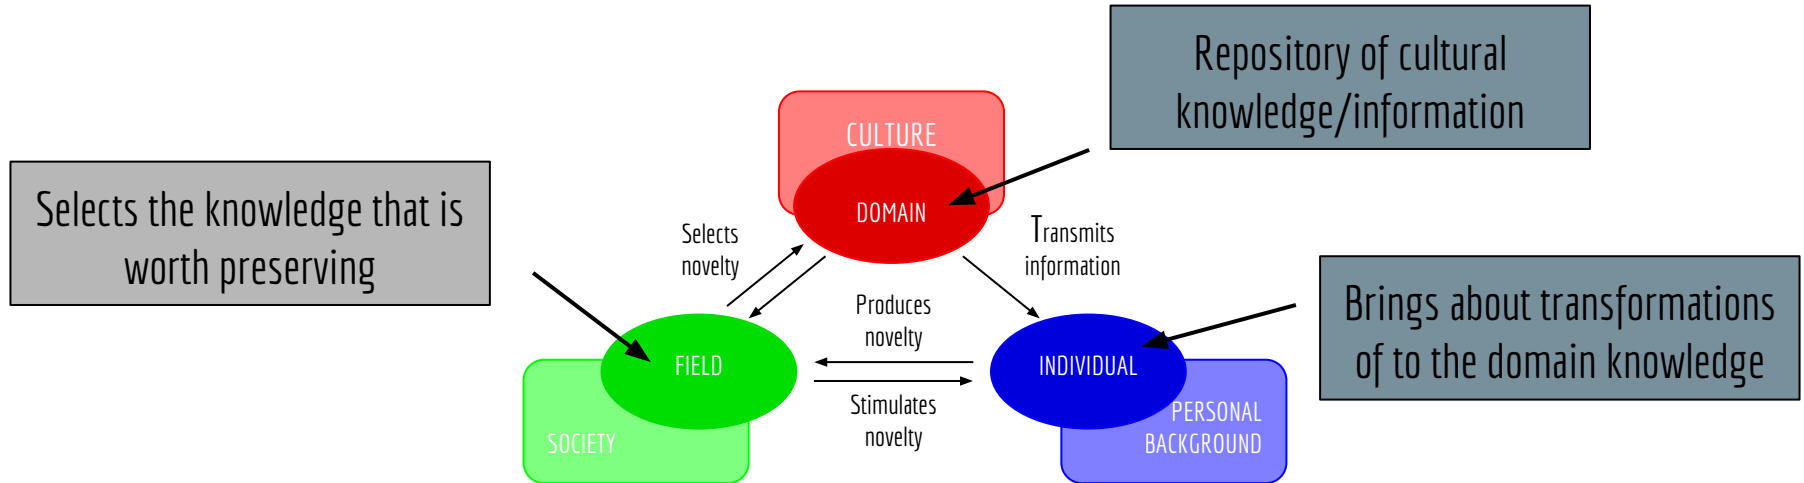 Repository of cultural
knowledge/information
CULTURE
DOMAIN
Selects the knowledge that is
worth preserving
Selects
novelty
Transmits
information
Brings about transformations
of to the domain knowledge
Produces
novelty
FIELD
INDIVIDUAL
Stimulates
novelty
SOCIETY
PERSONAL
BACKGROUND